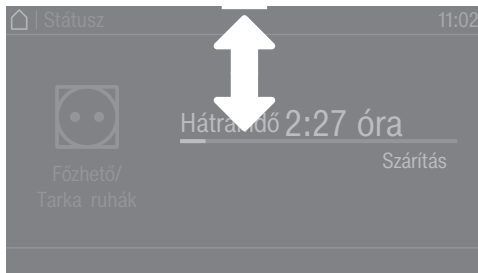 | Státusz 11:02
Hátralévő 2:27 óra
Szárítás
Főzhető/
Tarka ruhák